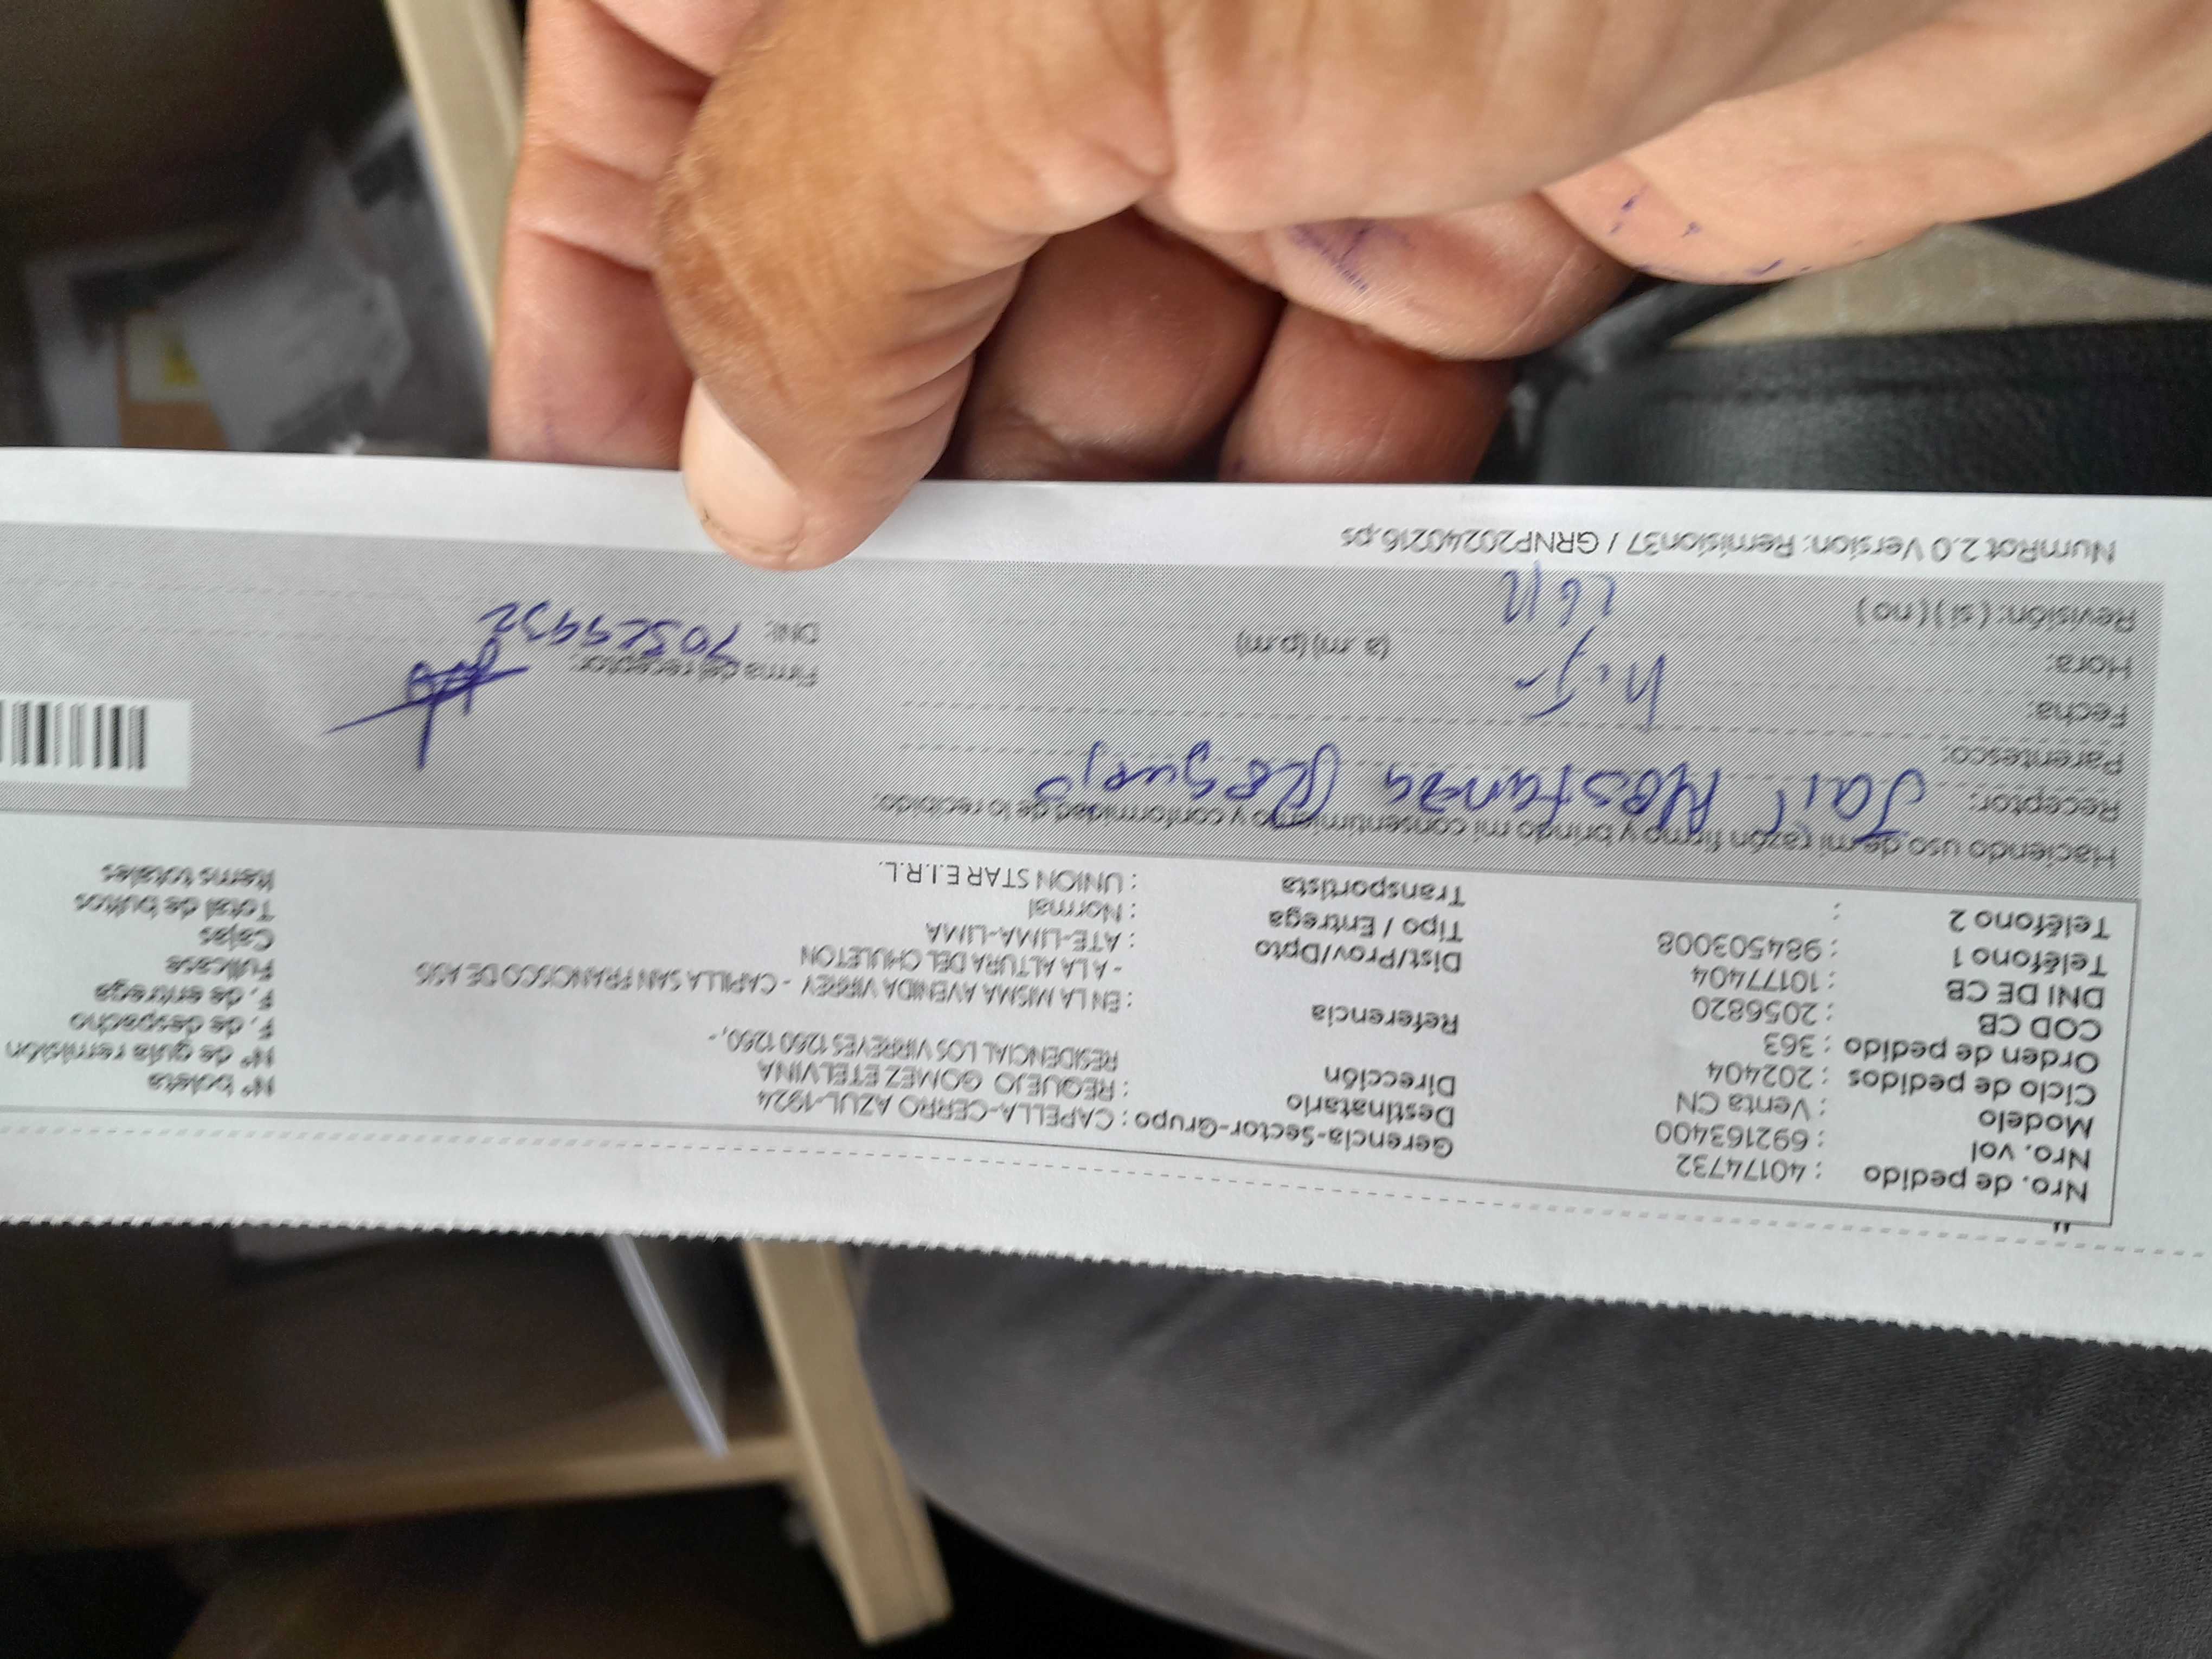 Nro. de pedido : 40174732
Nro. vol : 692163400
Modelo : Venta CN
Ciclo de pedidos : 202404
Orden de pedido : 363
COD CB : 2056820
DNI DE CB : 10177404
Teléfono 1 : 984503008
Teléfono 2 :
Gerencia-Sector-Grupo : CAPELLA-CERRO AZUL-1924
Destinatario : REQUEJO GOMEZ ETELVINA
Dirección RESIDENCIAL LOS VIRREYES 1260 1260, -
Referencia : EN LA MISMA AVENIDA VIRREY - CAPILLA SAN FRANCISCO DE ASIS
- A LA ALTURA DEL CHULETON
Dist/Prov/Dpto : ATE-LIMA-LIMA
Tipo / Entrega : Normal
Transportista : UNION STAR E.I.R.L.
Nº boleta
Nº de guía remisión
F. de despacho
F. de entrega
Fullcase
Cajas
Total de bultos
Items totales
Haciendo uso de mi razón firmo y brindo mi consentimiento y conformidad de lo recibido:
Receptor: Requejo
Parentesco:
Fecha:
Hora: (a.m) (p.m)
Revisión: ( si ) ( no )
Firma del receptor:
DNI:
NumRot 2.0 Version: Remision37 / GRNP20240216.ps